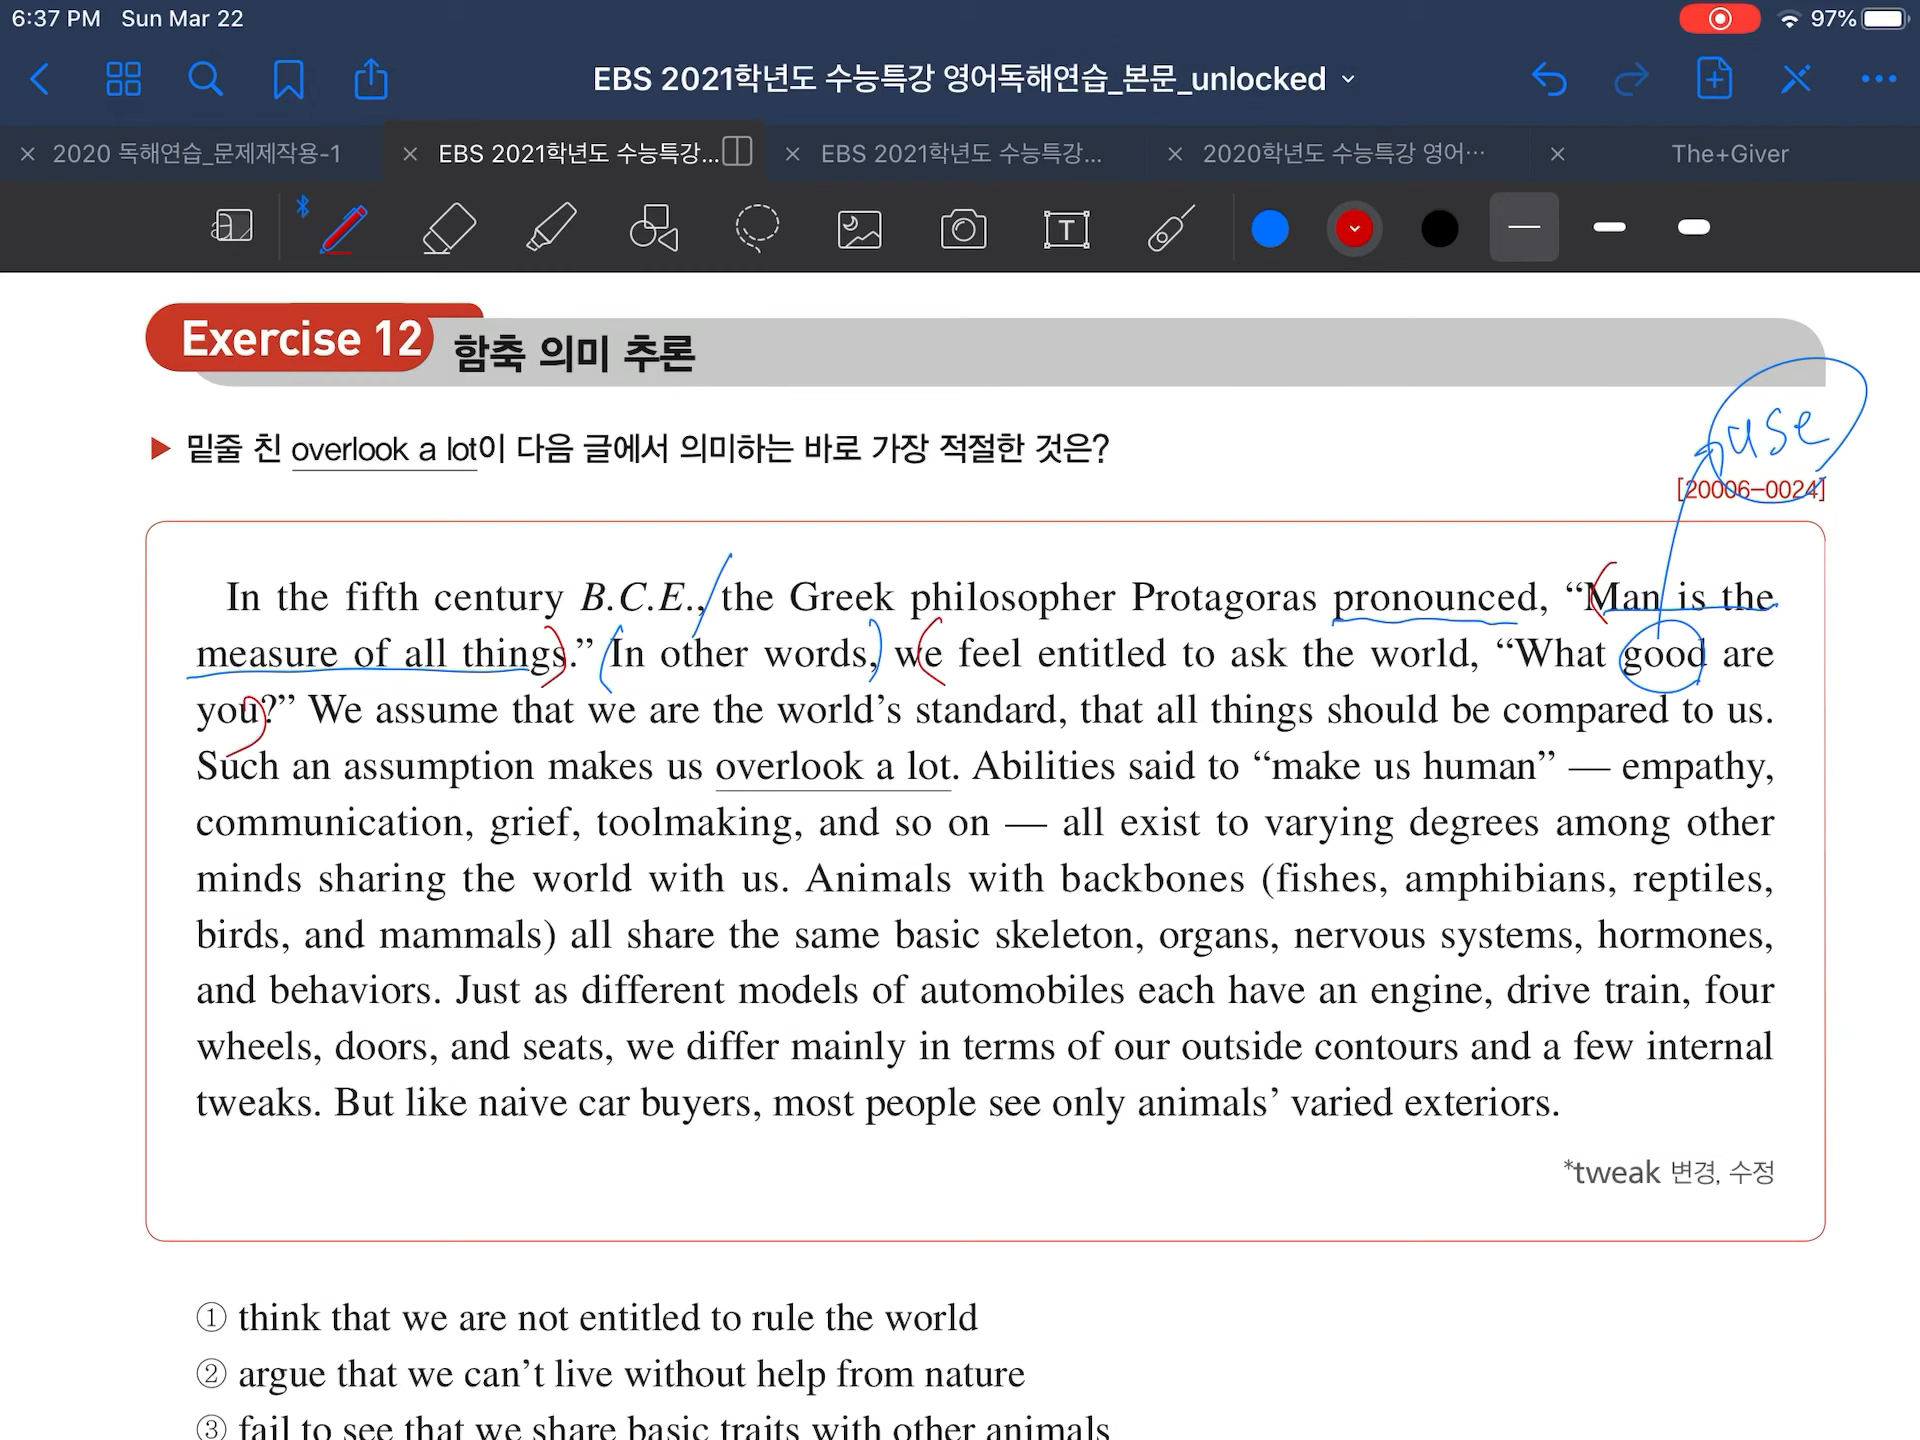 6:37 PM Sun Mar 22
97%
EBS 2021학년도 수능특강 영어독해연습_본문_unlocked
2020 독해연습_문제제작용-1
EBS 2021학년도 수능특강...
EBS 2021학년도 수능특강...
2020학년도 수능특강 영어...
The+Giver
Exercise 12 함축 의미 추론
use
▶ 밑줄 친 overlook a lot이 다음 글에서 의미하는 바로 가장 적절한 것은?
[20006-0024]
In the fifth century B.C.E., the Greek philosopher Protagoras pronounced, “Man is the
measure of all things.” In other words, we feel entitled to ask the world, “What good are
you?” We assume that we are the world’s standard, that all things should be compared to us.
Such an assumption makes us overlook a lot. Abilities said to “make us human” — empathy,
communication, grief, toolmaking, and so on — all exist to varying degrees among other
minds sharing the world with us. Animals with backbones (fishes, amphibians, reptiles,
birds, and mammals) all share the same basic skeleton, organs, nervous systems, hormones,
and behaviors. Just as different models of automobiles each have an engine, drive train, four
wheels, doors, and seats, we differ mainly in terms of our outside contours and a few internal
tweaks. But like naive car buyers, most people see only animals’ varied exteriors.
*tweak 변경, 수정
① think that we are not entitled to rule the world
② argue that we can’t live without help from nature
③ fail to see that we share basic traits with other animals